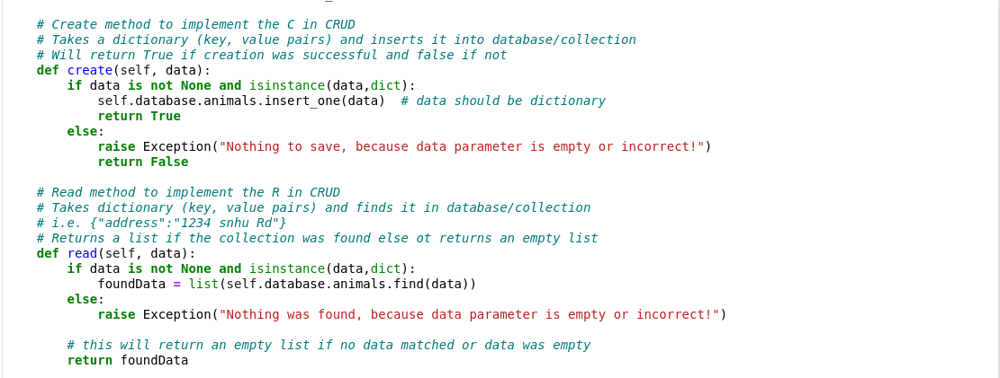 # Create method to implement the C in CRUD
# Takes a dictionary (key, value pairs) and inserts it into database/collection
# Will return True if creation was successful and false if not
def create(self, data):
if data is not None and isinstance(data,dict):
self.database.animals.insert_one(data)  # data should be dictionary
return True
else:
raise Exception("Nothing to save, because data parameter is empty or incorrect!")
return False
# Read method to implement the R in CRUD
# Takes dictionary (key, value pairs) and finds it in database/collection
# i.e. {"address":"1234 snhu Rd"}
# Returns a list if the collection was found else ot returns an empty list
def read(self, data):
if data is not None and isinstance(data,dict):
foundData = list(self.database.animals.find(data))
else:
raise Exception("Nothing was found, because data parameter is empty or incorrect!")
# this will return an empty list if no data matched or data was empty
return foundData